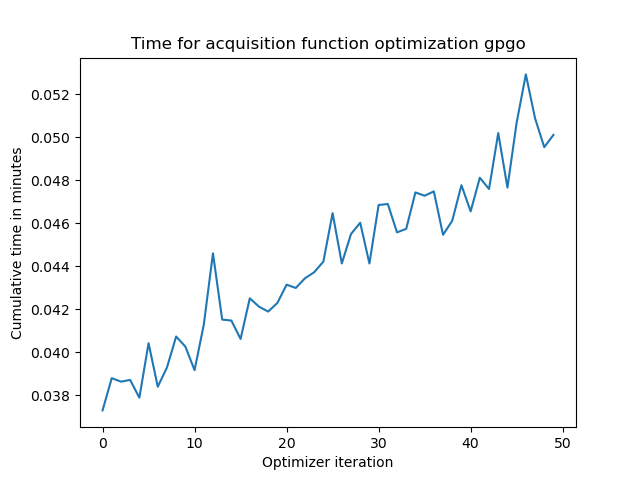 Time for acquisition function optimization gpgo
Cumulative time in minutes
0.052
0.050
0.048
0.046
0.044
0.042
0.040
0.038
0 10 20 30 40 50
Optimizer iteration